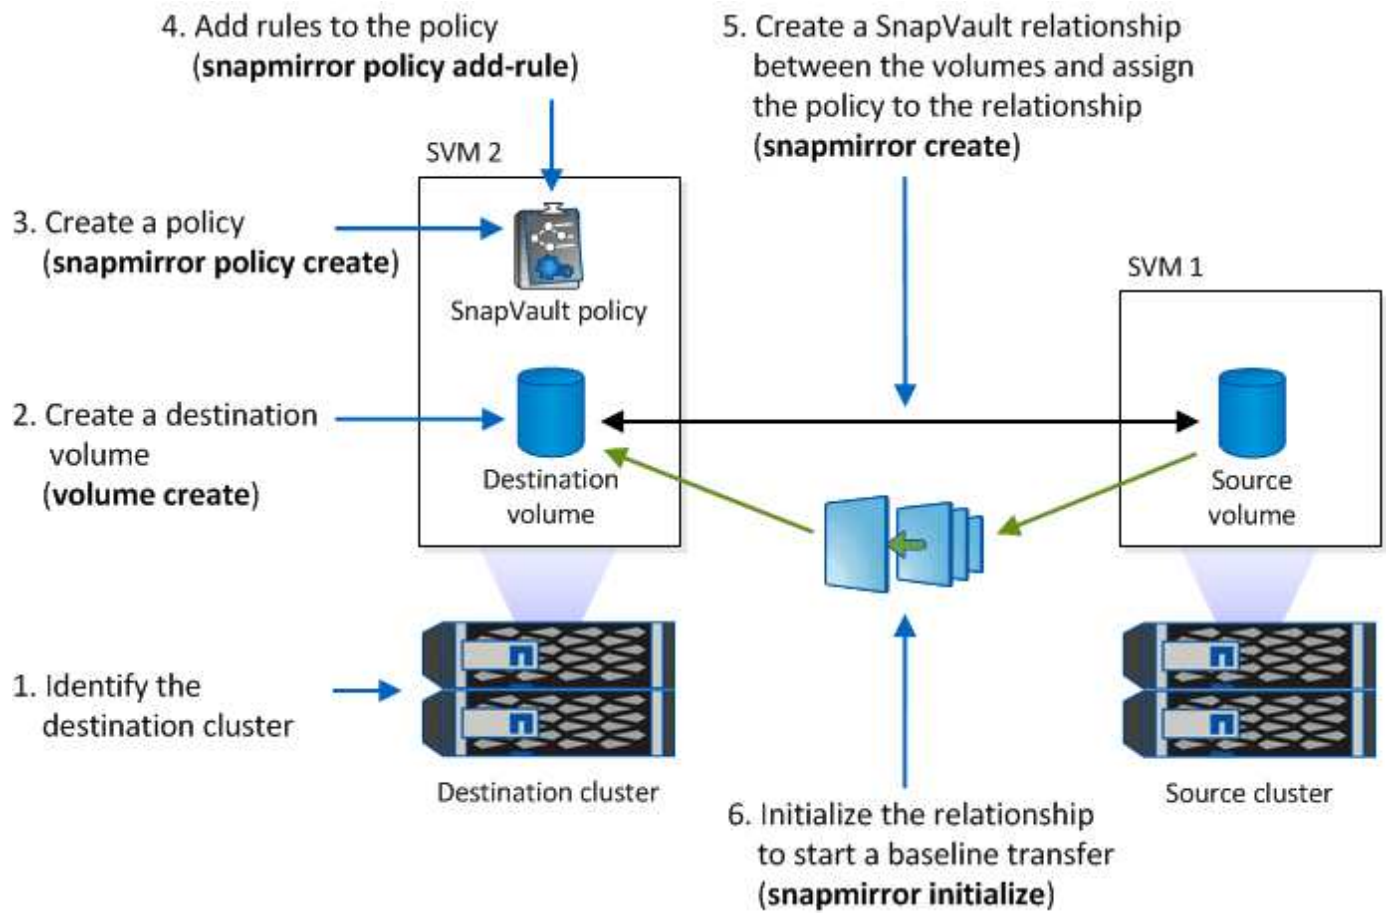 4. Add rules to the policy
(snapmirror policy add-rule)
5. Create a SnapVault relationship
between the volumes and assign
the policy to the relationship
(snapmirror create)
SVM 2
3. Create a policy
(snapmirror policy create)
SnapVault policy
SVM 1
2. Create a destination
volume
(volume create)
Destination
volume
Source
volume
1. Identify the
destination cluster
Destination cluster
Source cluster
6. Initialize the relationship
to start a baseline transfer
(snapmirror initialize)